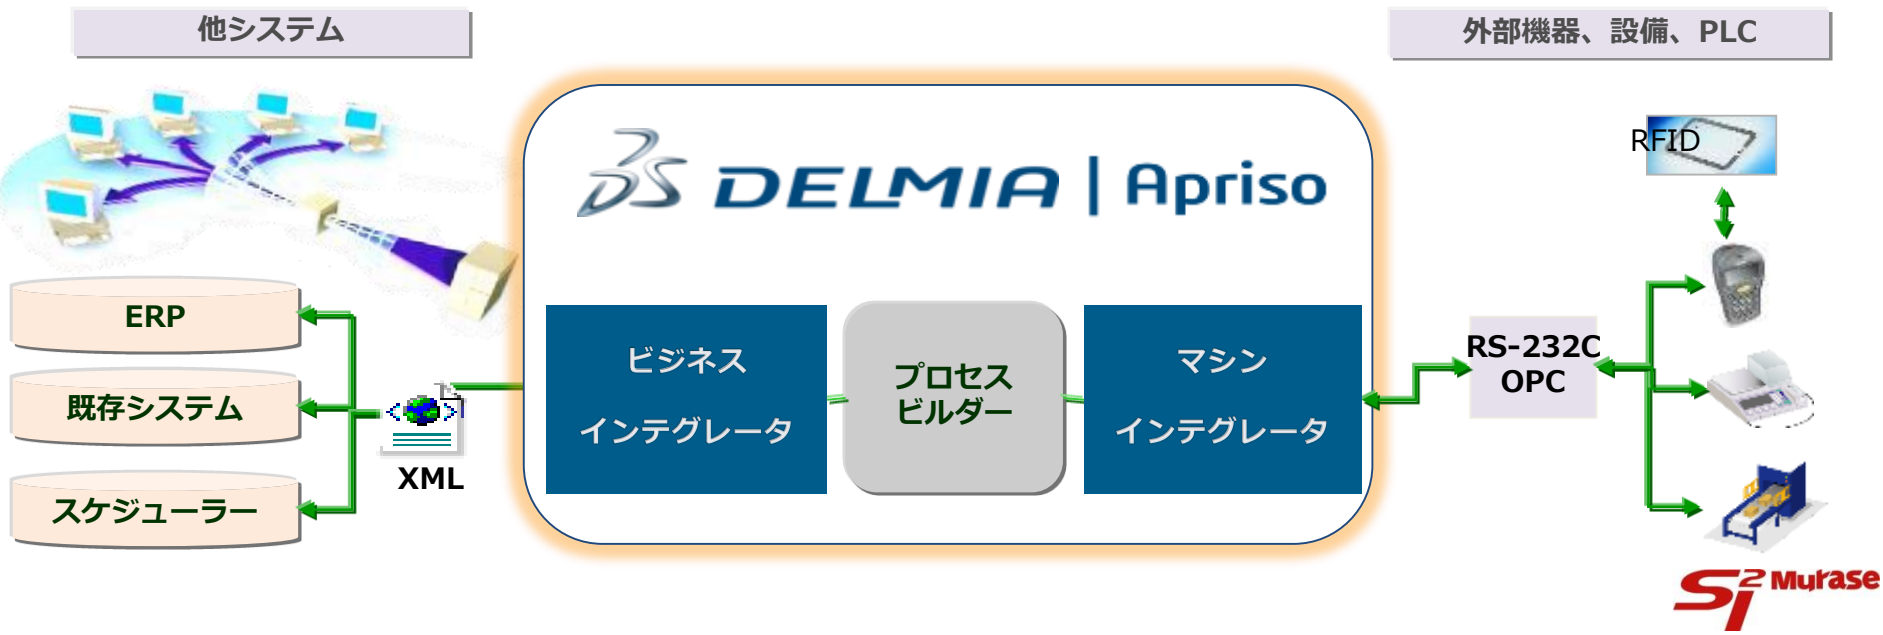 他システム
外部機器、設備、PLC
DELMIA | Apriso
RFID
ERP
既存システム
スケジューラー
XML
ビジネス
インテグレータ
プロセス
ビルダー
マシン
インテグレータ
RS-232C
OPC
Si2 Murase